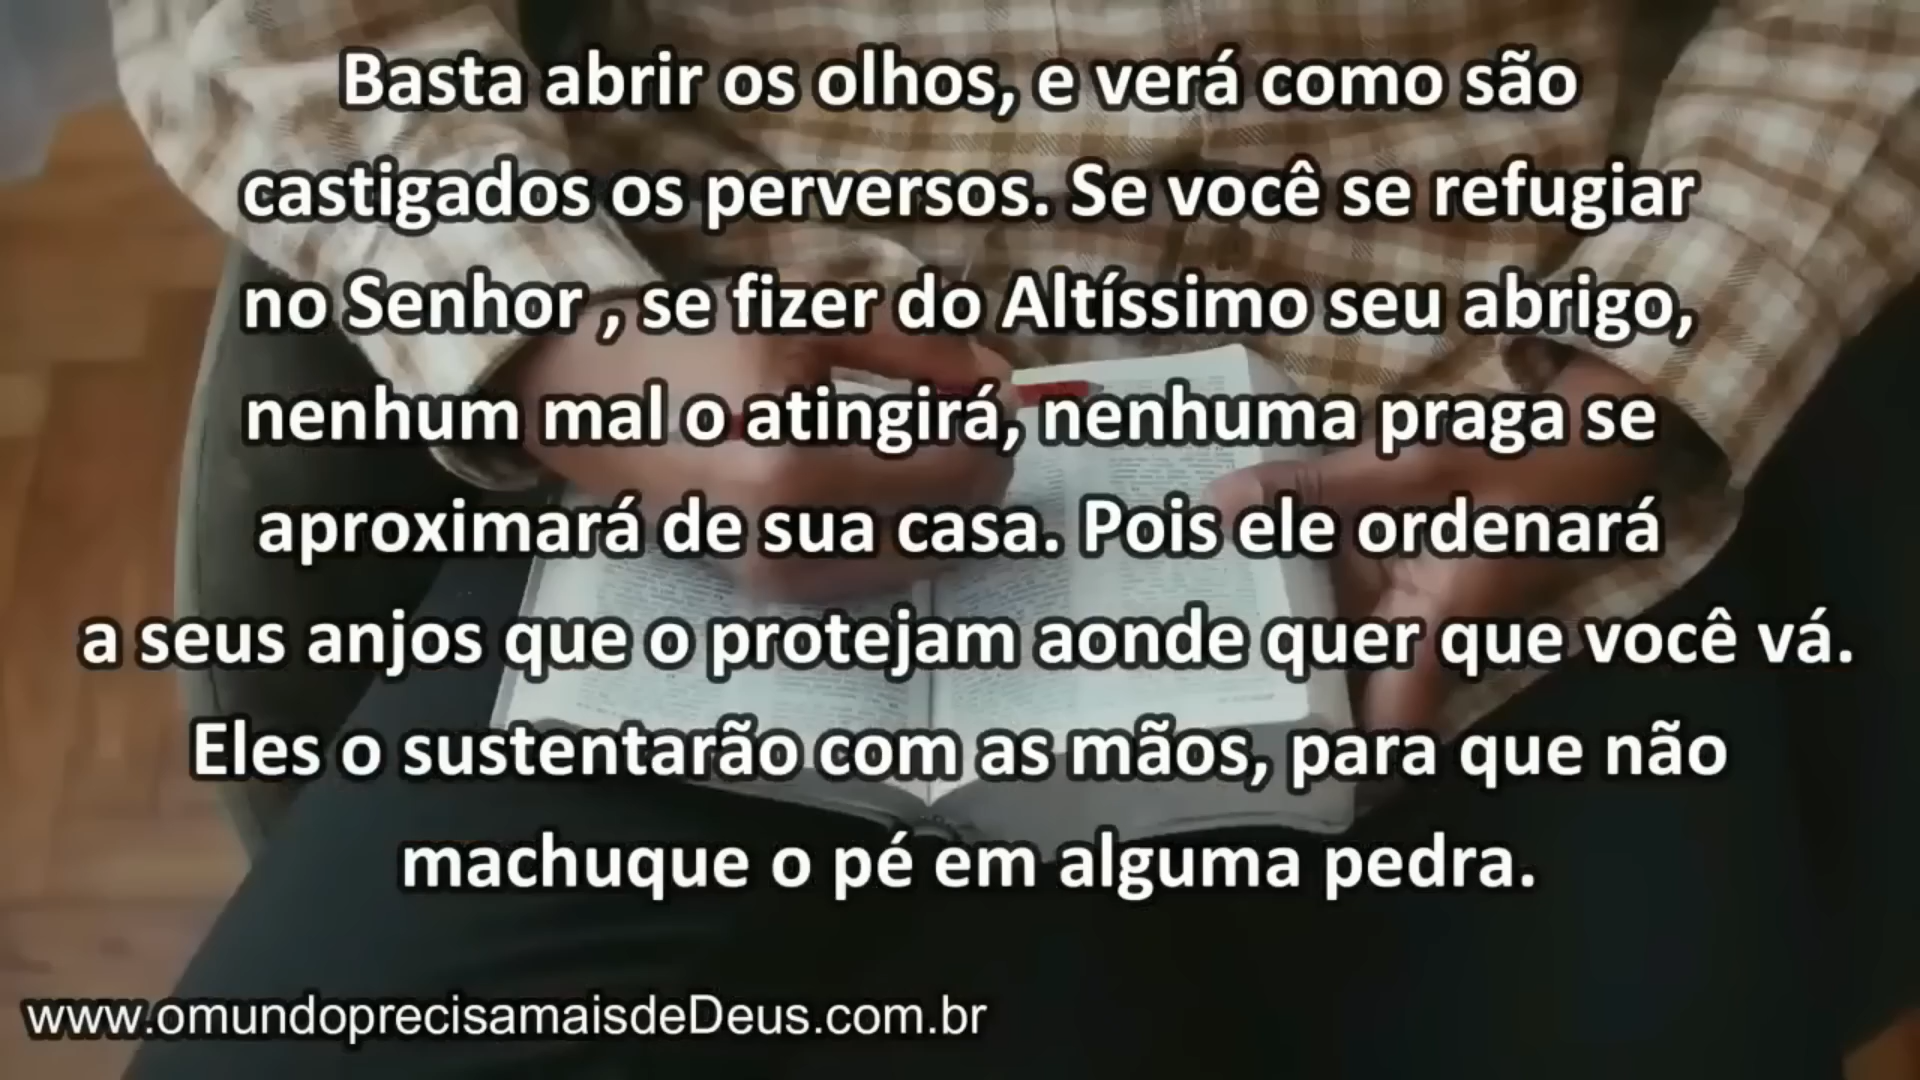 Basta abrir os olhos, e verá como são
castigados os perversos. Se você se refugiar
no Senhor , se fizer do Altíssimo seu abrigo,
nenhum mal o atingirá, nenhuma praga se
aproximará de sua casa. Pois ele ordenará
a seus anjos que o protejam aonde quer que você vá.
Eles o sustentarão com as mãos, para que não
machuque o pé em alguma pedra.
www.omundoprecisamaisdeDeus.com.br